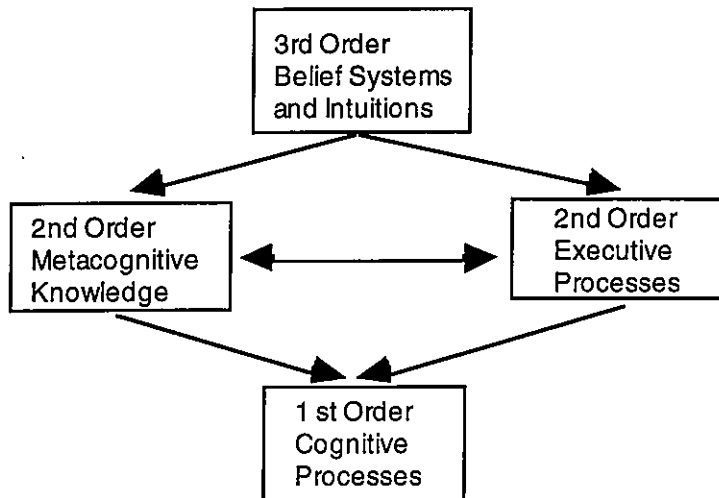 3rd Order
Belief Systems
and Intuitions
2nd Order
Metacognitive
Knowledge
2nd Order
Executive
Processes
1 st Order
Cognitive
Processes